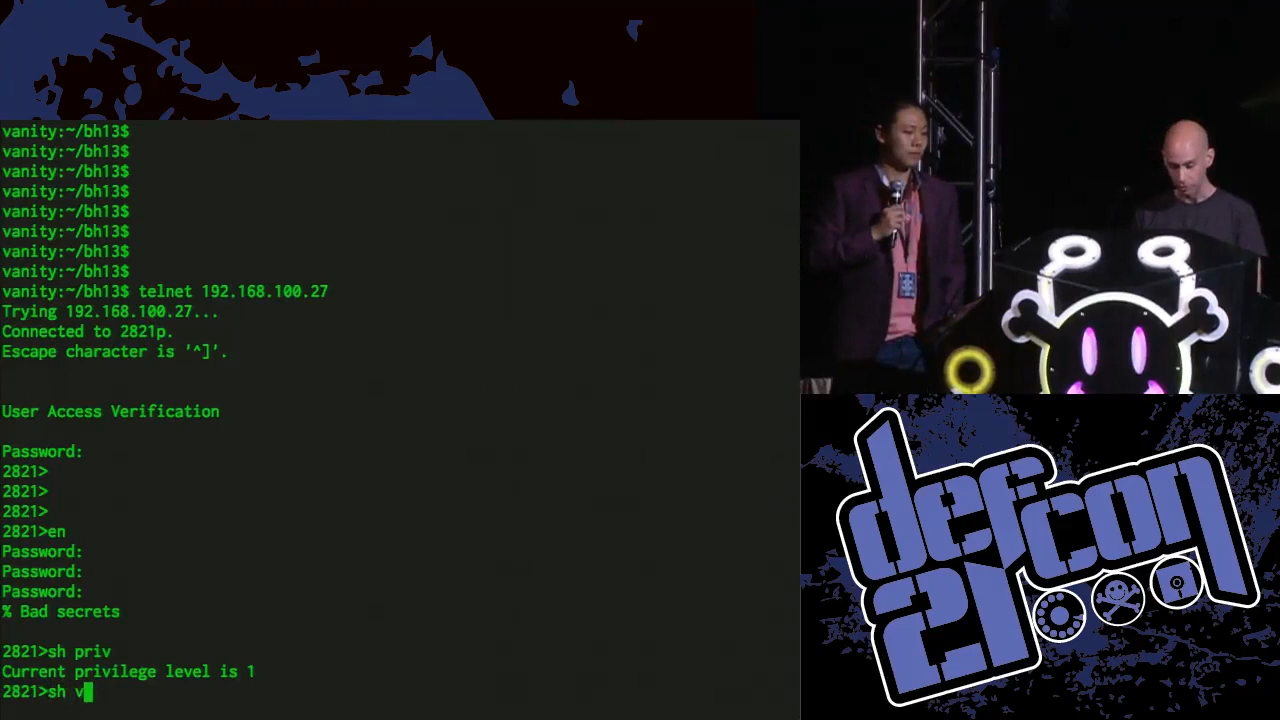 vanity:~/bh13$
vanity:~/bh13$
vanity:~/bh13$
vanity:~/bh13$
vanity:~/bh13$
vanity:~/bh13$
vanity:~/bh13$
vanity:~/bh13$
vanity:~/bh13$ telnet 192.168.100.27
Trying 192.168.100.27...
Connected to 2821p.
Escape character is '^]'.
User Access Verification
Password:
2821>
2821>
2821>
2821>en
Password:
Password:
Password:
% Bad secrets
2821>sh priv
Current privilege level is 1
2821>sh v
defcon
21